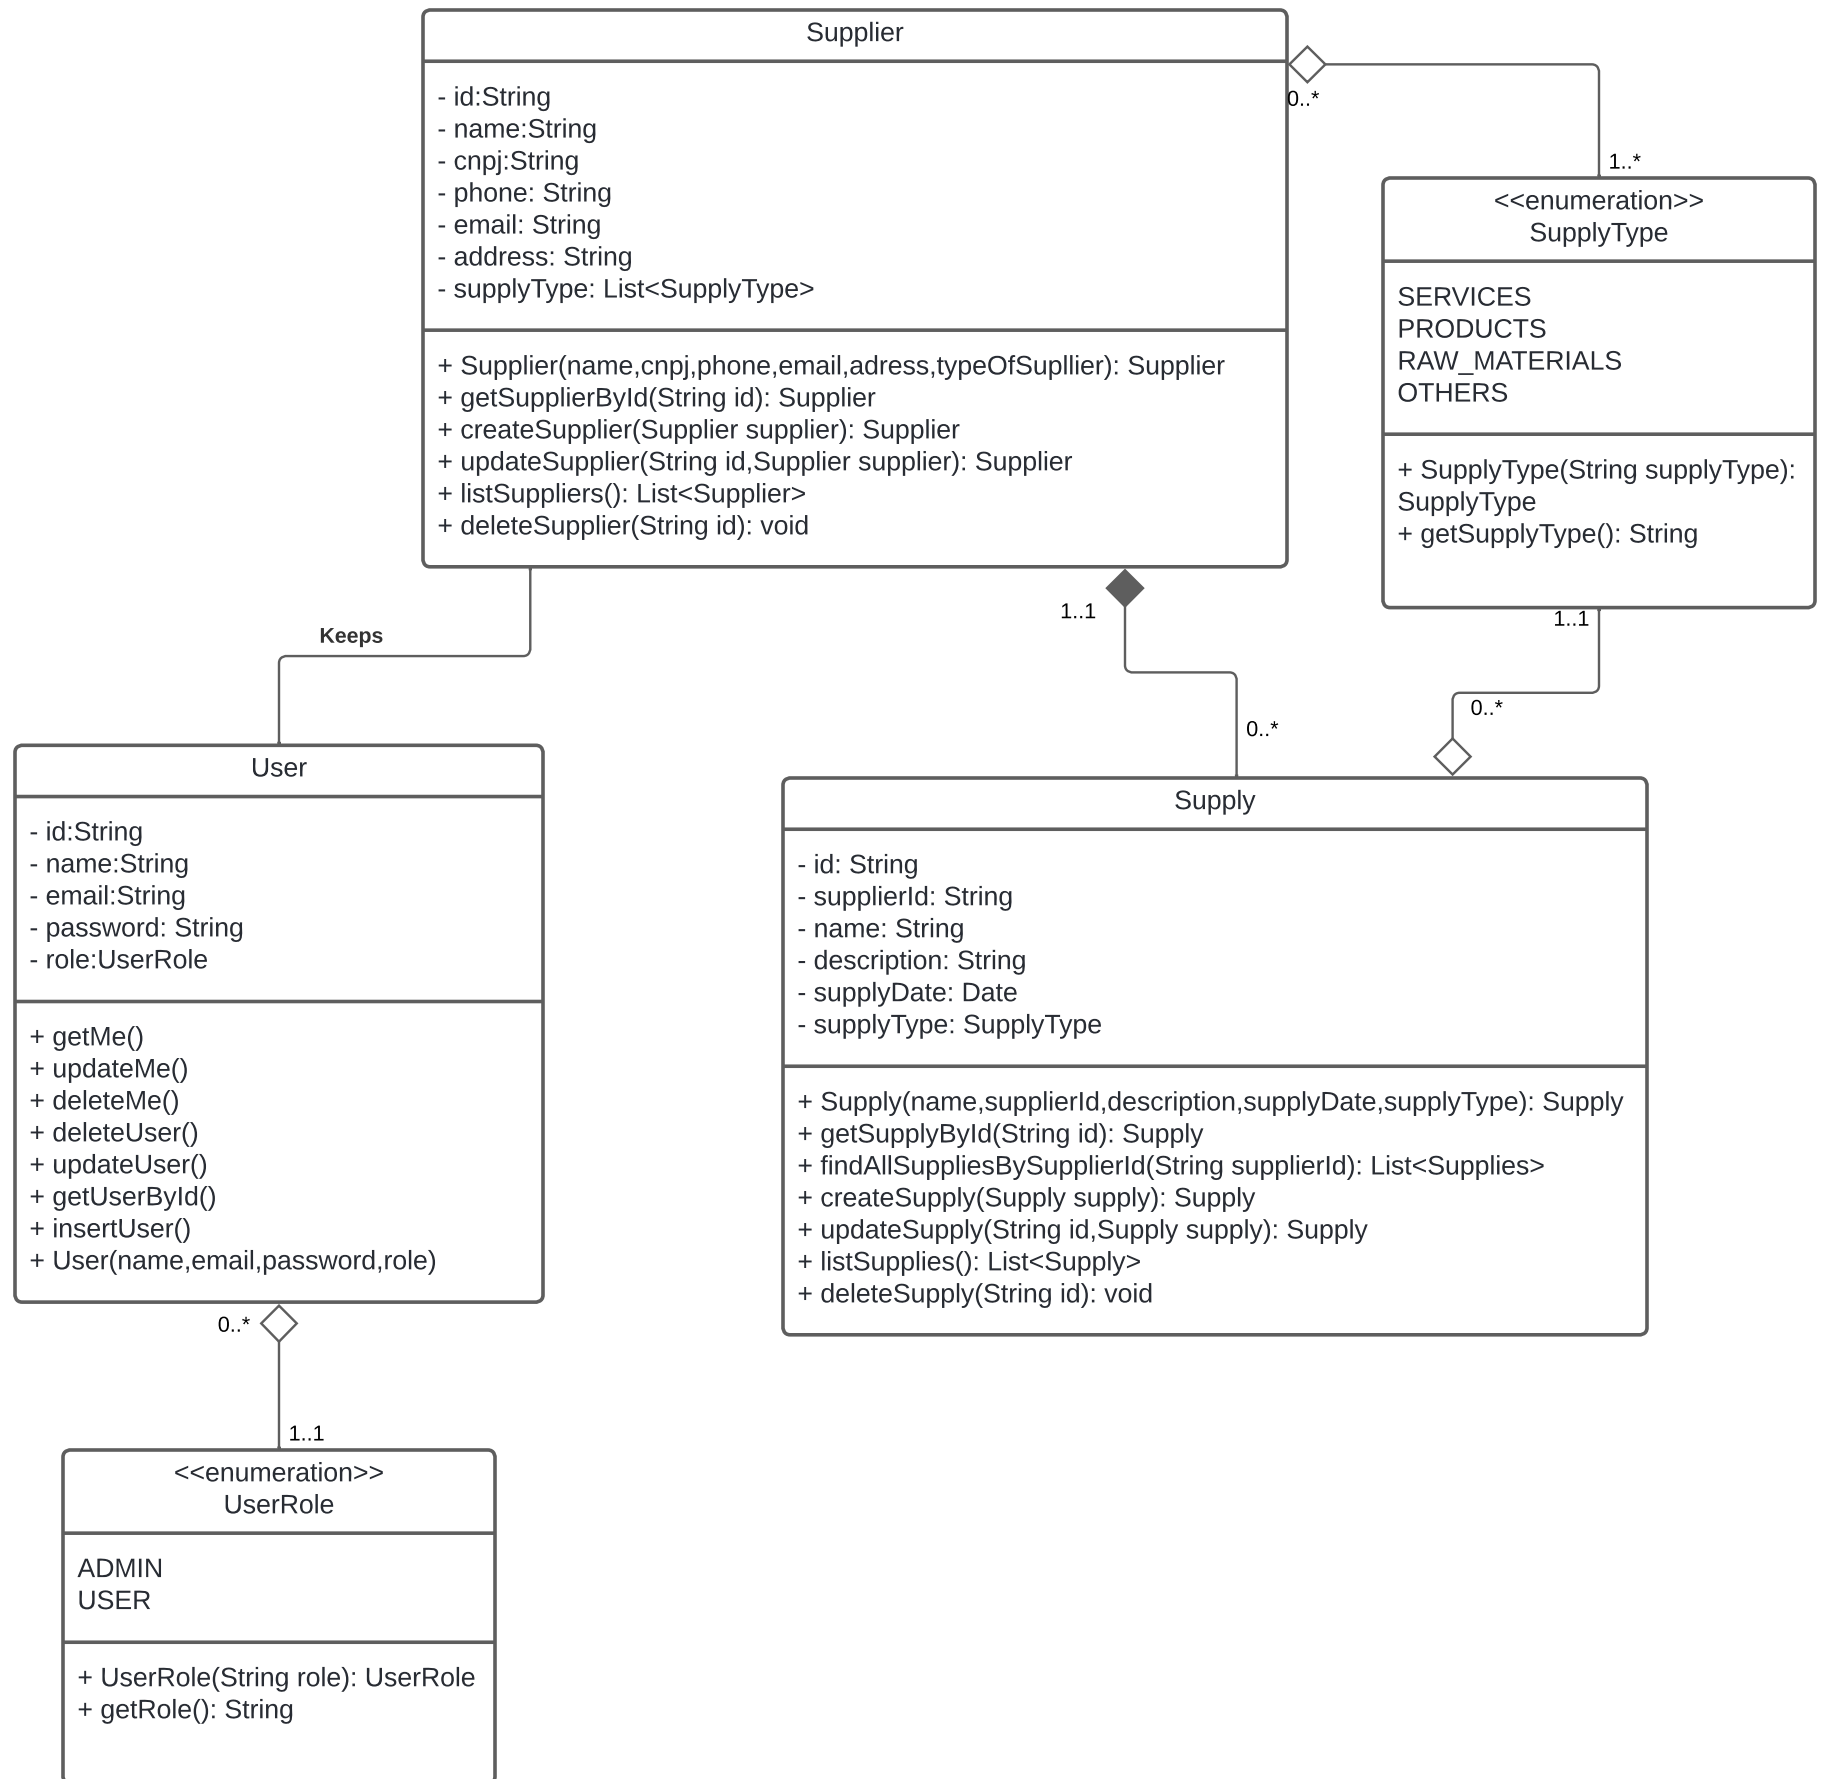 Supplier
- id:String
- name:String
- cnpj:String
- phone: String
- email: String
- address: String
- supplyType: List<SupplyType>
+ Supplier(name,cnpj,phone,email,adress,typeOfSupllier): Supplier
+ getSupplierById(String id): Supplier
+ createSupplier(Supplier supplier): Supplier
+ updateSupplier(String id,Supplier supplier): Supplier
+ listSuppliers(): List<Supplier>
+ deleteSupplier(String id): void
0..*
1..*
<<enumeration>>
SupplyType
SERVICES
PRODUCTS
RAW_MATERIALS
OTHERS
+ SupplyType(String supplyType):
SupplyType
+ getSupplyType(): String
1..1
0..*
1..1
0..*
Keeps
User
- id:String
- name:String
- email:String
- password: String
- role:UserRole
+ getMe()
+ updateMe()
+ deleteMe()
+ deleteUser()
+ updateUser()
+ getUserById()
+ insertUser()
+ User(name,email,password,role)
Supply
- id: String
- supplierId: String
- name: String
- description: String
- supplyDate: Date
- supplyType: SupplyType
+ Supply(name,supplierId,description,supplyDate,supplyType): Supply
+ getSupplyById(String id): Supply
+ findAllSuppliesBySupplierId(String supplierId): List<Supplies>
+ createSupply(Supply supply): Supply
+ updateSupply(String id,Supply supply): Supply
+ listSupplies(): List<Supply>
+ deleteSupply(String id): void
0..*
1..1
<<enumeration>>
UserRole
ADMIN
USER
+ UserRole(String role): UserRole
+ getRole(): String